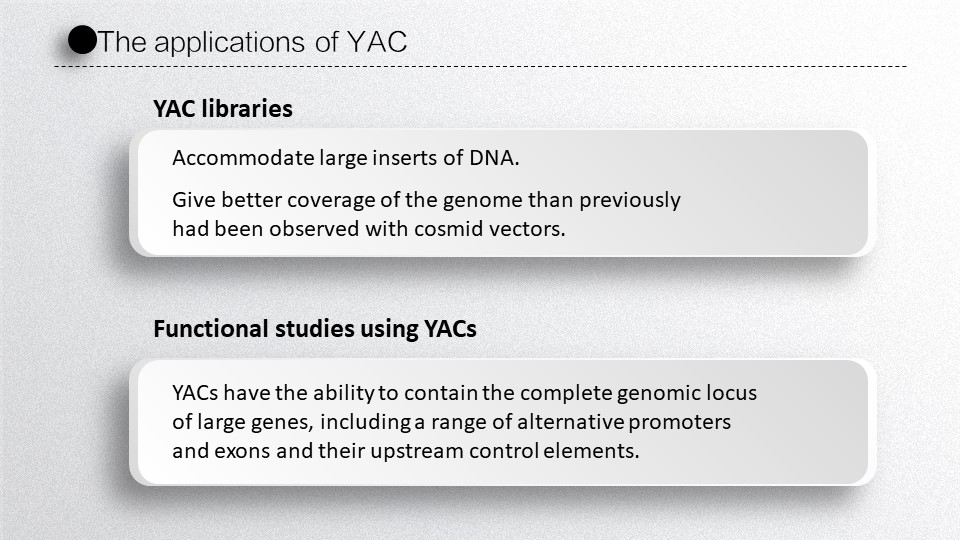 The applications of YAC
YAC libraries
Accommodate large inserts of DNA.
Give better coverage of the genome than previously
had been observed with cosmid vectors.
Functional studies using YACs
YACs have the ability to contain the complete genomic locus
of large genes, including a range of alternative promoters
and exons and their upstream control elements.